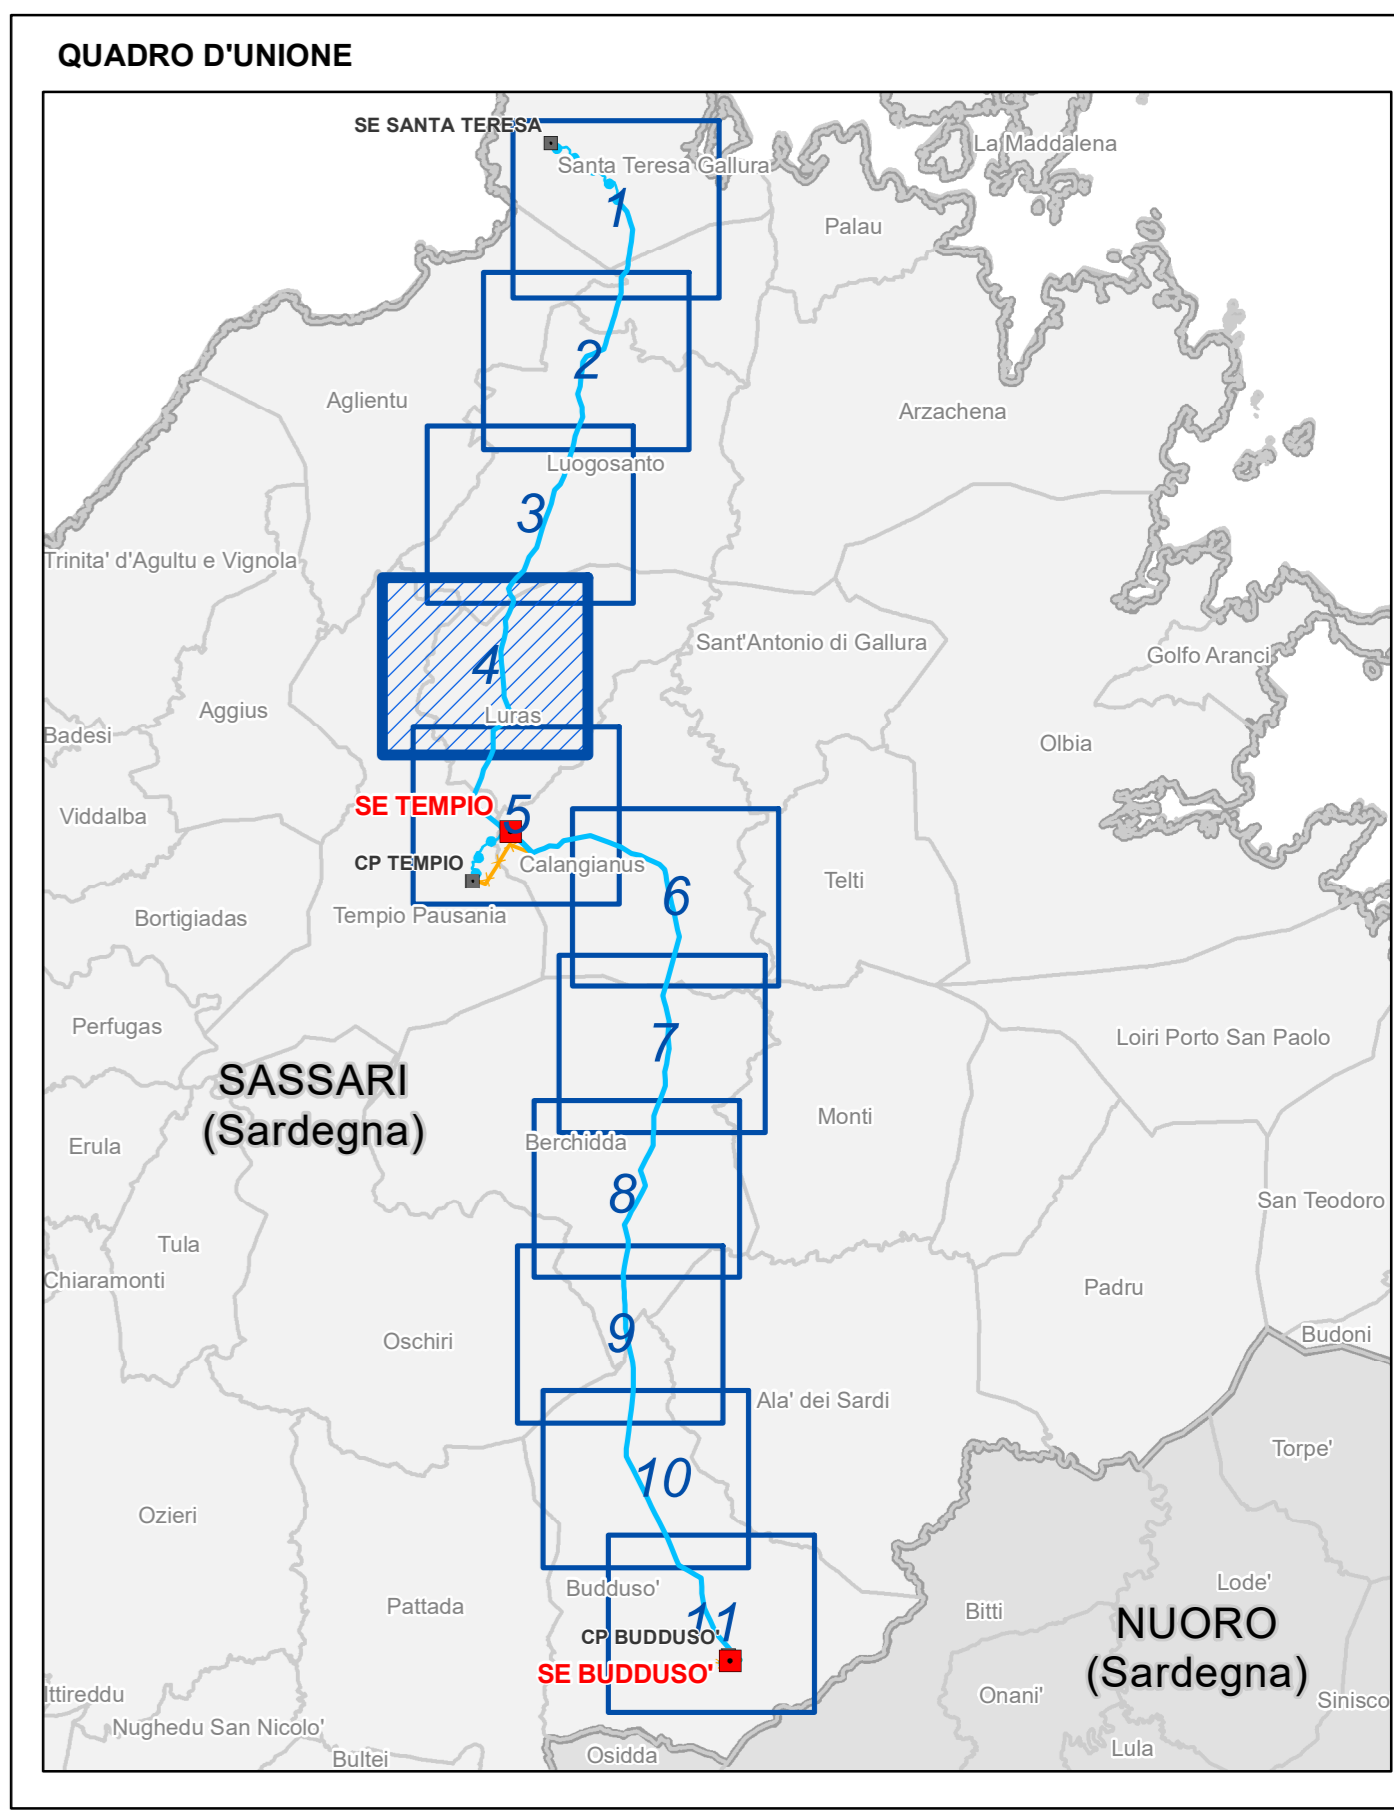 QUADRO D'UNIONE
SE SANTA TERESA
La Maddalena
Santa Teresa Gallura
1
Palau
2
Aglientu
Arzachena
Luogosanto
3
Trinita' d'Agultu e Vignola
Sant'Antonio di Gallura
Golfo Aranci
4
Aggius
Luras
Badesi
Olbia
SE TEMPIO
5
Viddalba
CP TEMPIO
Calangianus
Telti
6
Bortigiadas
Tempio Pausania
Perfugas
Loiri Porto San Paolo
7
SASSARI
(Sardegna)
Monti
Erula
Berchidda
8
San Teodoro
Tula
Chiaramonti
Padru
9
Oschiri
Budoni
Ala' dei Sardi
Torpe'
10
Ozieri
Budduso'
Lode'
Pattada
11
Bitti
NUORO
(Sardegna)
CP BUDDUSO'
SE BUDDUSO'
Ittireddu
Onani'
Sinisco
Nughedu San Nicolo'
Bultei
Osidda
Lula